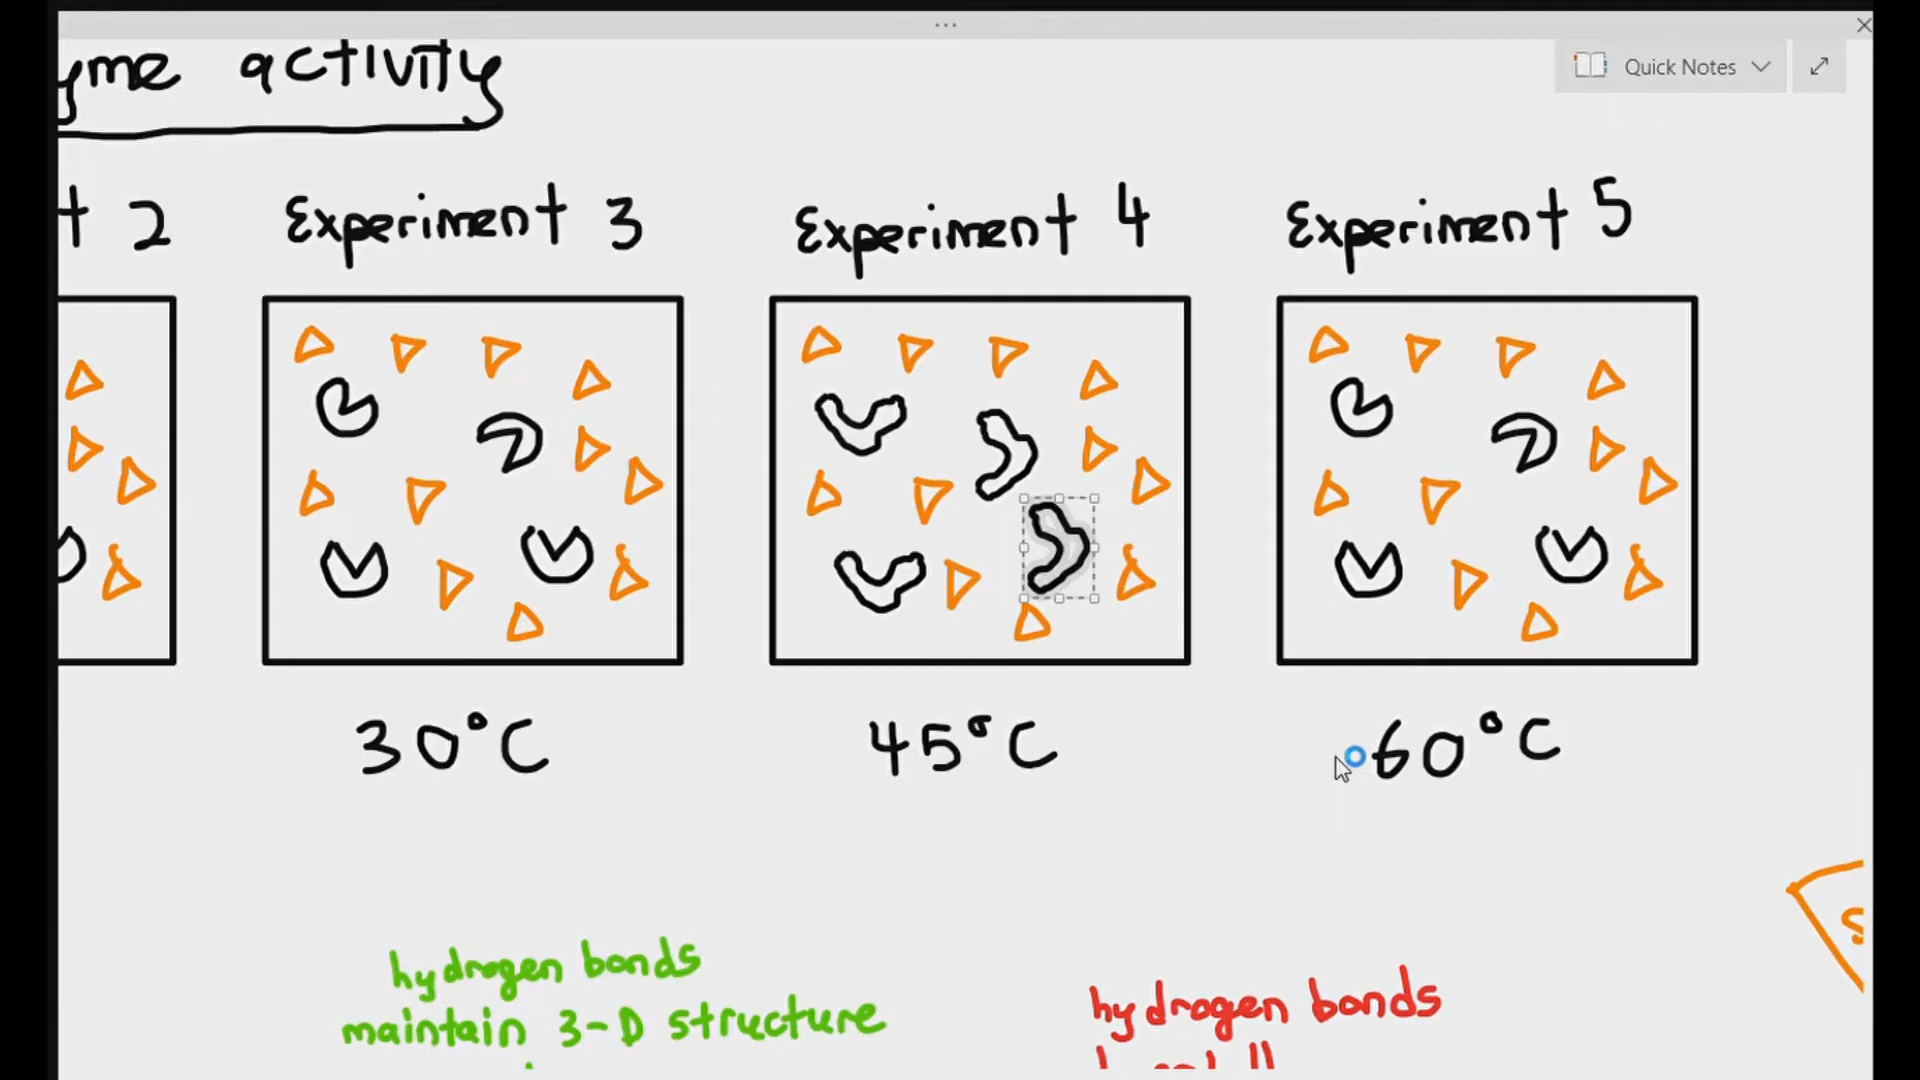 Quick Notes
yme activity
t 2
Experiment 3
Experiment 4
Experiment 5
30°C
45°C
60°C
hydrogen bonds
maintain 3-D structure
hydrogen bonds
S